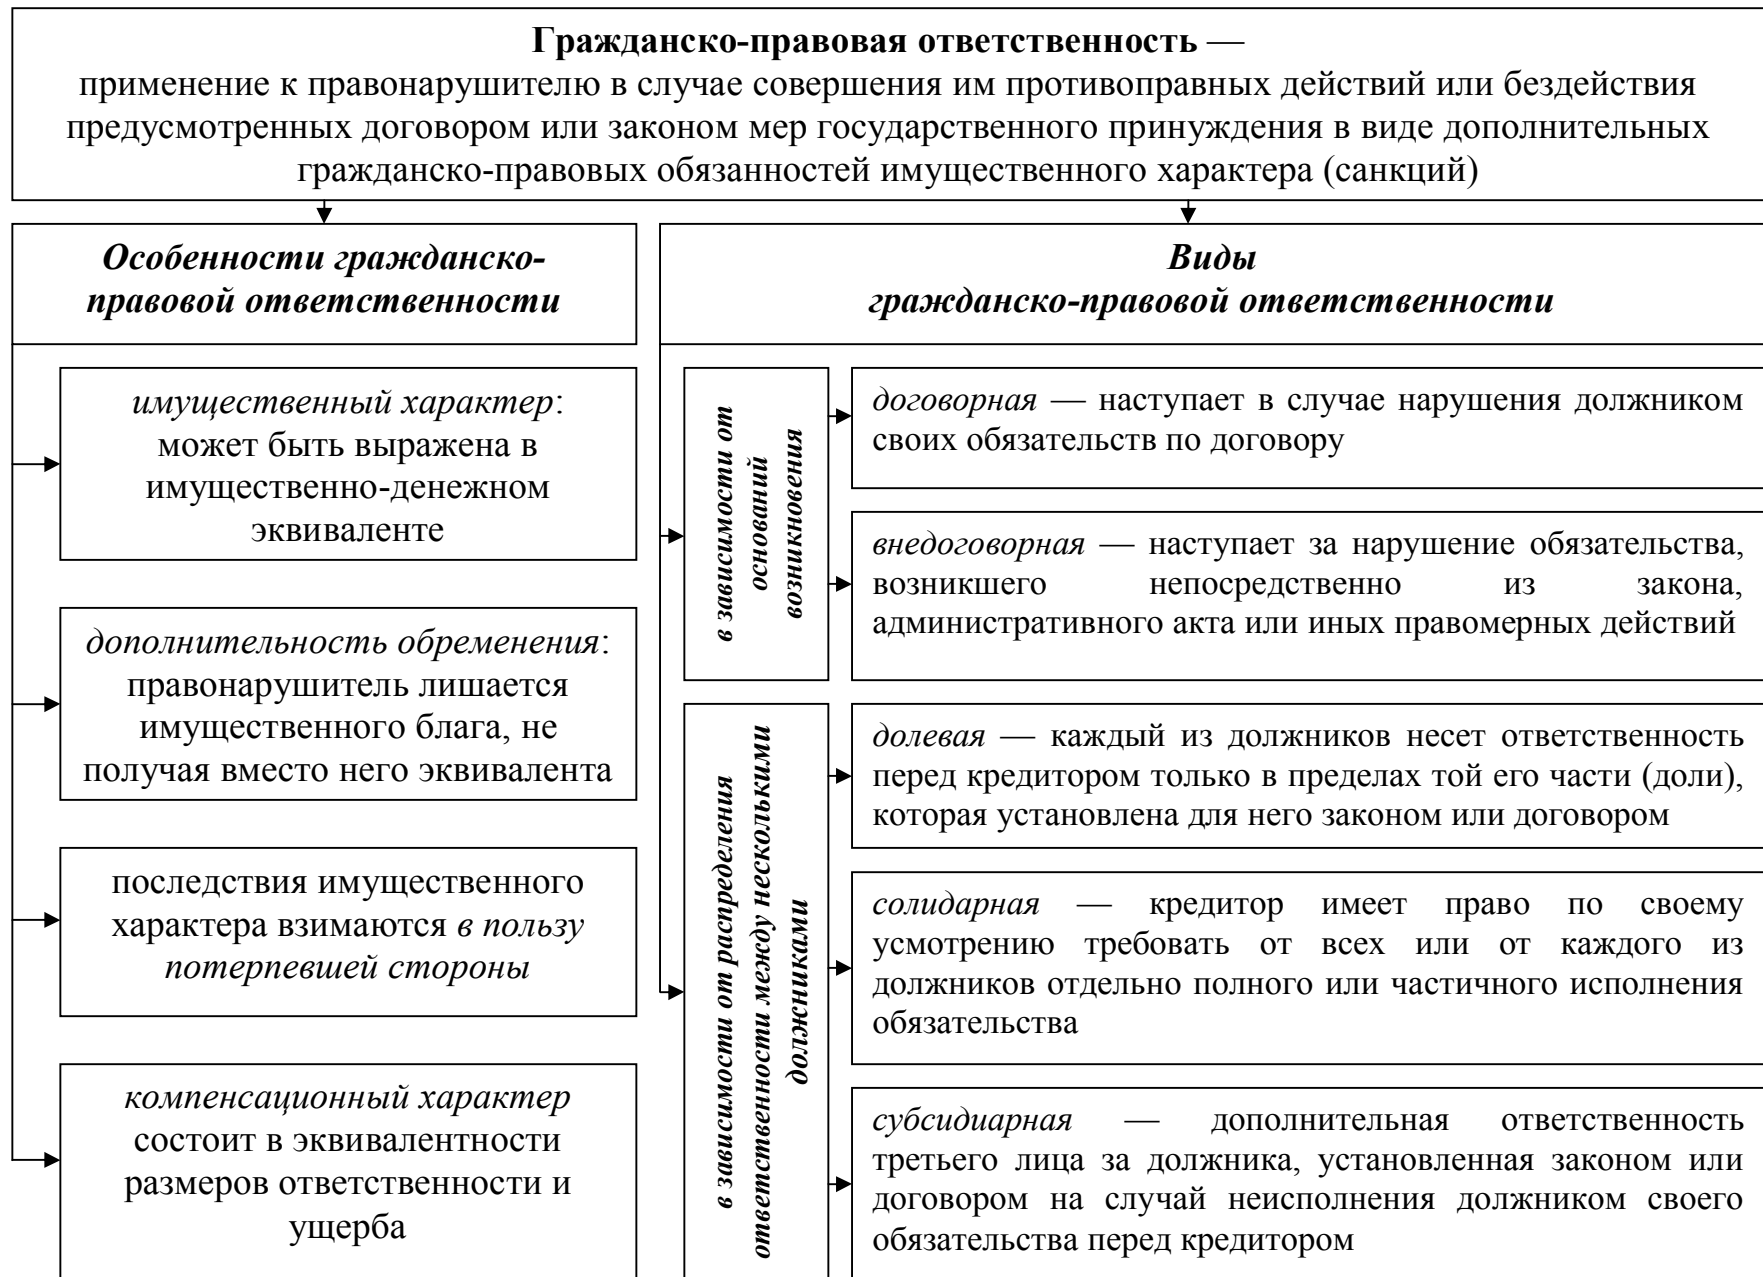 Гражданско-правовая ответственность —
применение к правонарушителю в случае совершения им противоправных действий или бездействия
предусмотренных договором или законом мер государственного принуждения в виде дополнительных
гражданско-правовых обязанностей имущественного характера (санкций)
Особенности гражданско-
правовой ответственности
имущественный характер:
может быть выражена в
имущественно-денежном
эквиваленте
дополнительность обременения:
правонарушитель лишается
имущественного блага, не
получая вместо него эквивалента
последствия имущественного
характера взимаются в пользу
потерпевшей стороны
компенсационный характер
состоит в эквивалентности
размеров ответственности и
ущерба
Виды
гражданско-правовой ответственности
в зависимости от
оснований
возникновения
договорная — наступает в случае нарушения должником
своих обязательств по договору
внедоговорная — наступает за нарушение обязательства,
возникшего непосредственно из закона,
административного акта или иных правомерных действий
в зависимости от распределения
ответственности между несколькими
должниками
долевая — каждый из должников несет ответственность
перед кредитором только в пределах той его части (доли),
которая установлена для него законом или договором
солидарная — кредитор имеет право по своему
усмотрению требовать от всех или от каждого из
должников отдельно полного или частичного исполнения
обязательства
субсидиарная — дополнительная ответственность
третьего лица за должника, установленная законом или
договором на случай неисполнения должником своего
обязательства перед кредитором